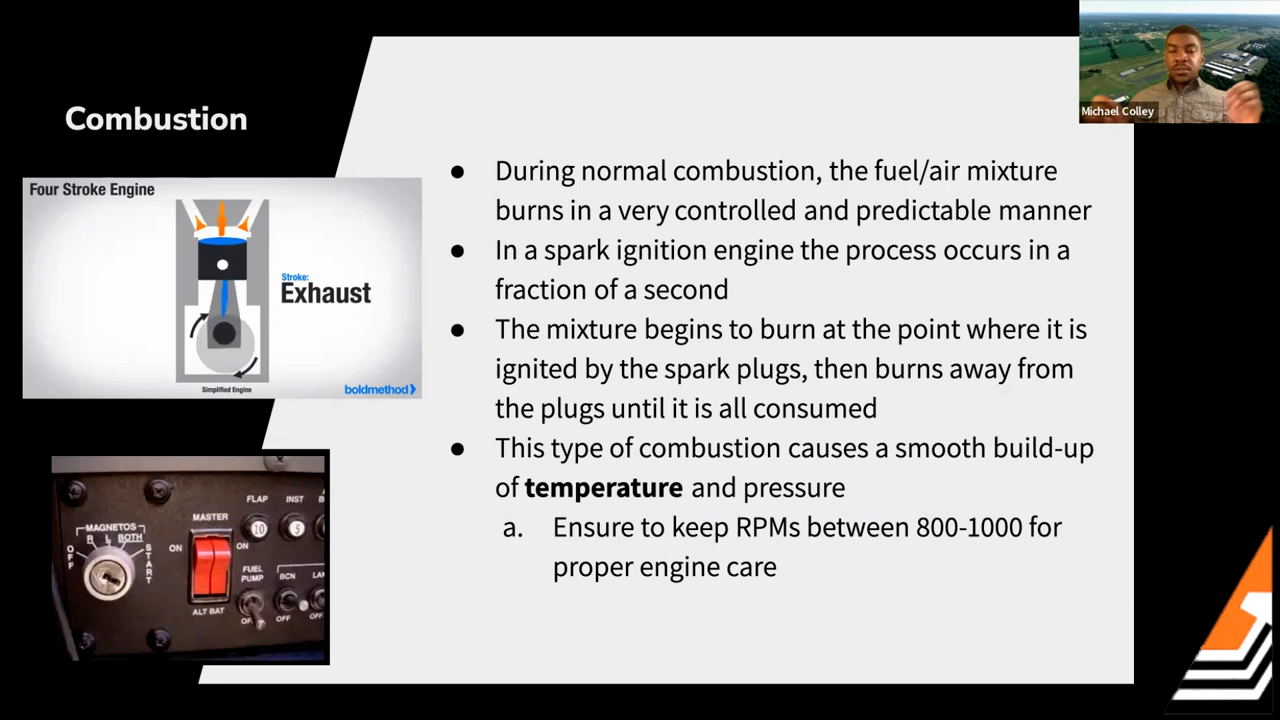 Michael Colley
Combustion
Four Stroke Engine
Stroke:
Exhaust
Simplified Engine
boldmethod
● During normal combustion, the fuel/air mixture
burns in a very controlled and predictable manner
● In a spark ignition engine the process occurs in a
fraction of a second
● The mixture begins to burn at the point where it is
ignited by the spark plugs, then burns away from
the plugs until it is all consumed
● This type of combustion causes a smooth build-up
of temperature and pressure
a. Ensure to keep RPMs between 800-1000 for
proper engine care
FLAP INST
10 5
MASTER
MAGNETOS
R L BOTH
OFF
START
ON ON
FUEL
PUMP
BCN
ALT BAT
OFF OFF